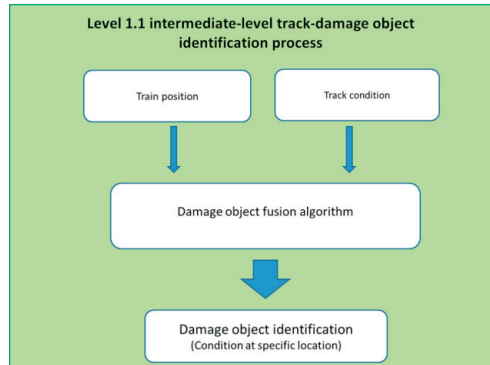 Level 1.1 intermediate-level track-damage object
identification process
Train position
Track condition
Damage object fusion algorithm
Damage object identification
(Condition at specific location)